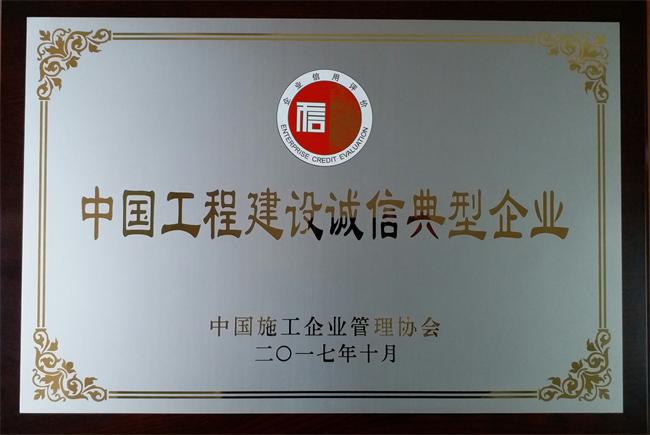 企业信用评价
信
ENTERPRISE CREDIT EVALUATION
中国工程建设诚信典型企业
中国施工企业管理协会
二〇一七年十月